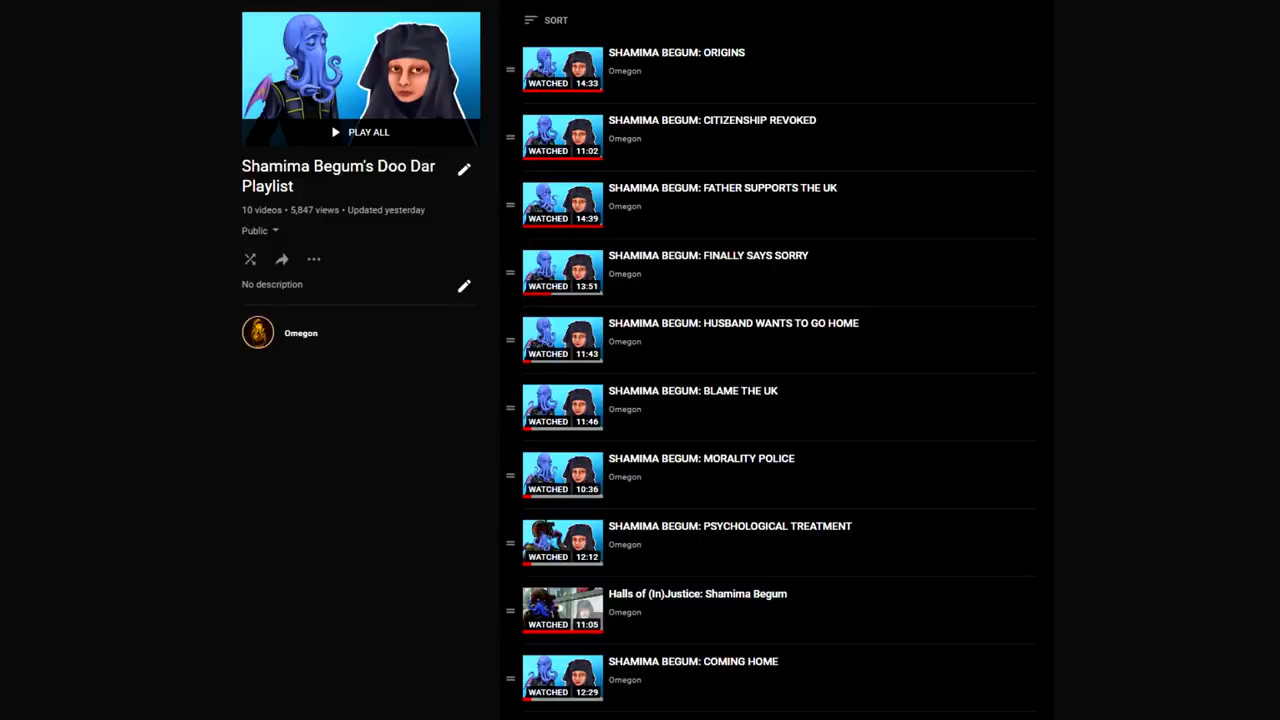 PLAY ALL
Shamima Begum's Doo Dar
Playlist
10 videos • 5,847 views • Updated yesterday
Public
No description
Omegon
SORT
SHAMIMA BEGUM: ORIGINS
Omegon
WATCHED 14:33
SHAMIMA BEGUM: CITIZENSHIP REVOKED
Omegon
WATCHED 11:02
SHAMIMA BEGUM: FATHER SUPPORTS THE UK
Omegon
WATCHED 14:39
SHAMIMA BEGUM: FINALLY SAYS SORRY
Omegon
WATCHED 13:51
SHAMIMA BEGUM: HUSBAND WANTS TO GO HOME
Omegon
WATCHED 11:43
SHAMIMA BEGUM: BLAME THE UK
Omegon
WATCHED 11:46
SHAMIMA BEGUM: MORALITY POLICE
Omegon
WATCHED 10:36
SHAMIMA BEGUM: PSYCHOLOGICAL TREATMENT
Omegon
WATCHED 12:12
Halls of (In)Justice: Shamima Begum
Omegon
WATCHED 11:05
SHAMIMA BEGUM: COMING HOME
Omegon
WATCHED 12:29